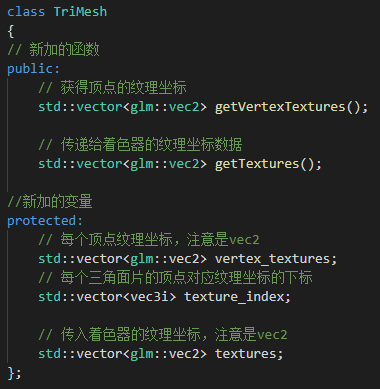 class TriMesh
{
// 新加的函数
public:
// 获得顶点的纹理坐标
std::vector<glm::vec2> getVertexTextures();
// 传递给着色器的纹理坐标数据
std::vector<glm::vec2> getTextures();
//新加的变量
protected:
// 每个顶点纹理坐标，注意是vec2
std::vector<glm::vec2> vertex_textures;
// 每个三角面片的顶点对应纹理坐标的下标
std::vector<vec3i> texture_index;
// 传入着色器的纹理坐标，注意是vec2
std::vector<glm::vec2> textures;
};